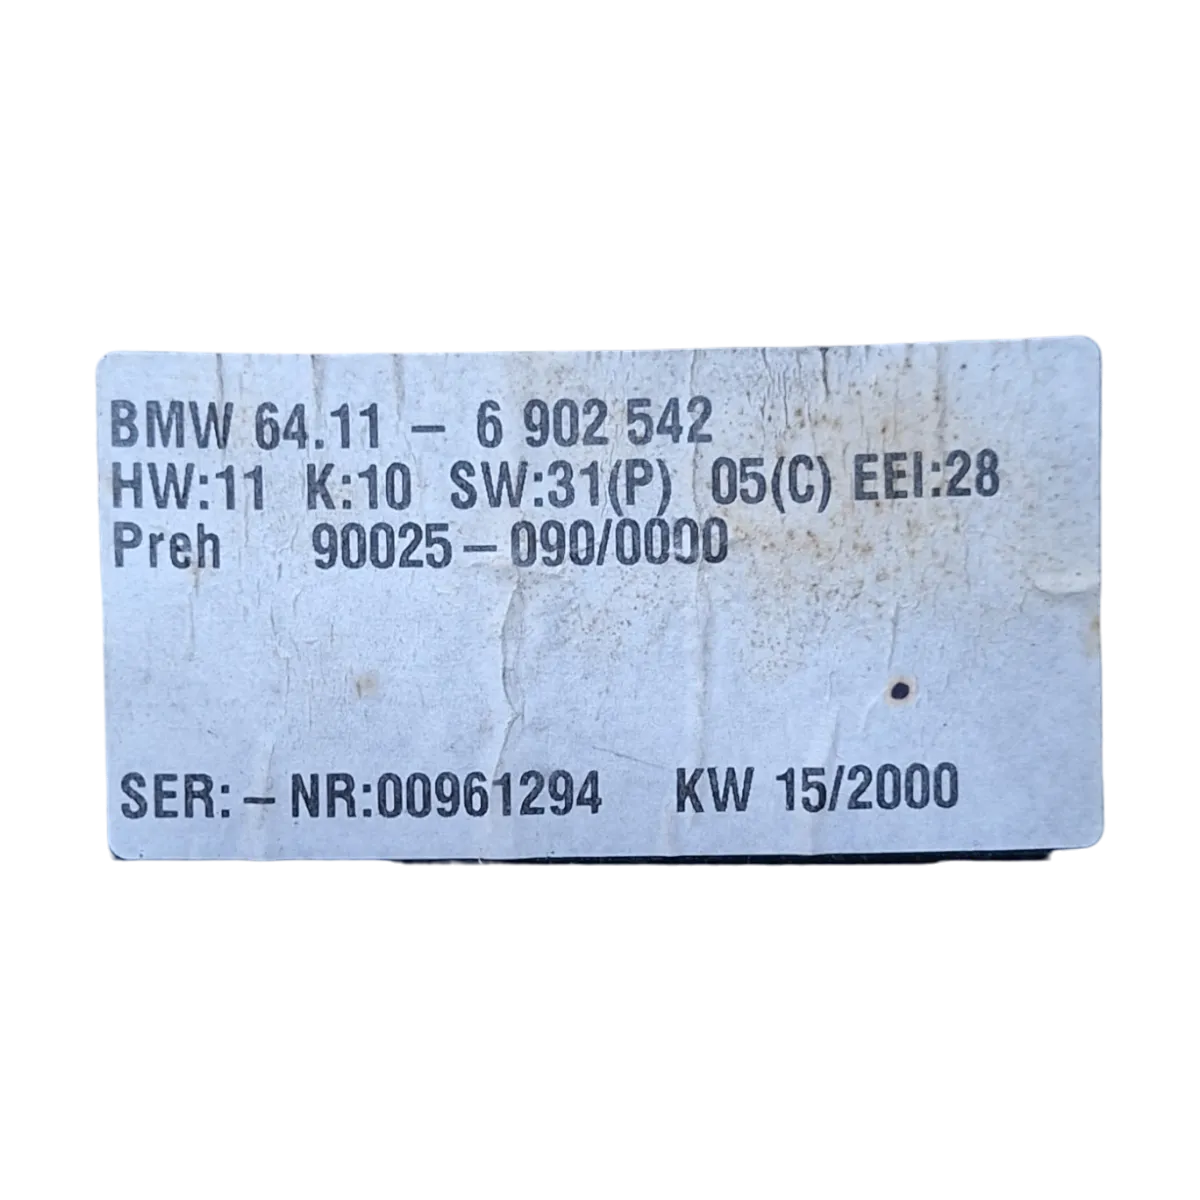 BMW 64.11 - 6 902 542
HW:11 K:10 SW:31(P) 05(C) EEI:28
Preh 90025-090/0000
SER:-NR:00961294 KW 15/2000